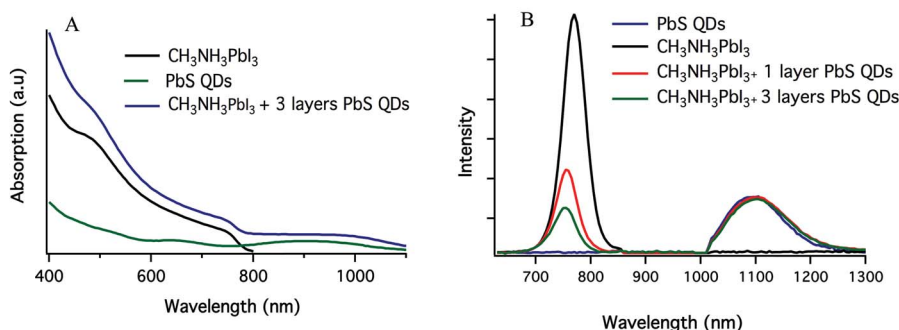 A
CH₃NH₃PbI₃
PbS QDs
CH₃NH₃PbI₃ + 3 layers PbS QDs
Absorption (a.u)
400 600 800 1000
Wavelength (nm)
B
PbS QDs
CH₃NH₃PbI₃
CH₃NH₃PbI₃+ 1 layer PbS QDs
CH₃NH₃PbI₃+ 3 layers PbS QDs
Intensity
700 800 900 1000 1100 1200 1300
Wavelength (nm)